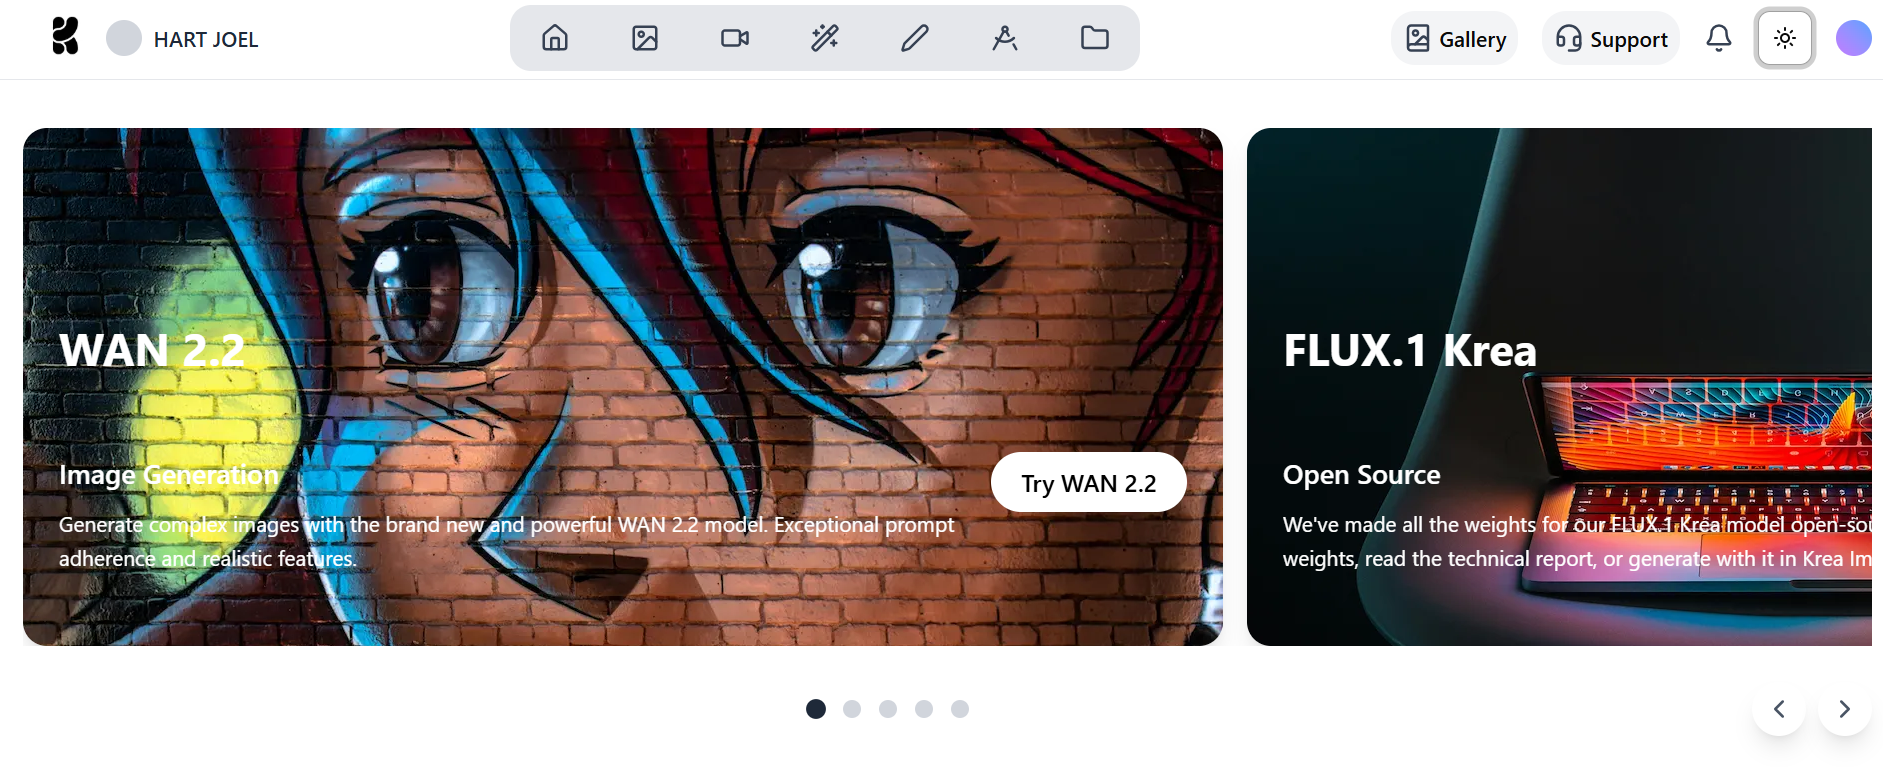 HART JOEL
Gallery
Support
WAN 2.2
Image Generation
Generate complex images with the brand new and powerful WAN 2.2 model. Exceptional prompt
adherence and realistic features.
Try WAN 2.2
FLUX.1 Krea
Open Source
We've made all the weights for our FLUX.1 Krea model open-sou
weights, read the technical report, or generate with it in Krea Im